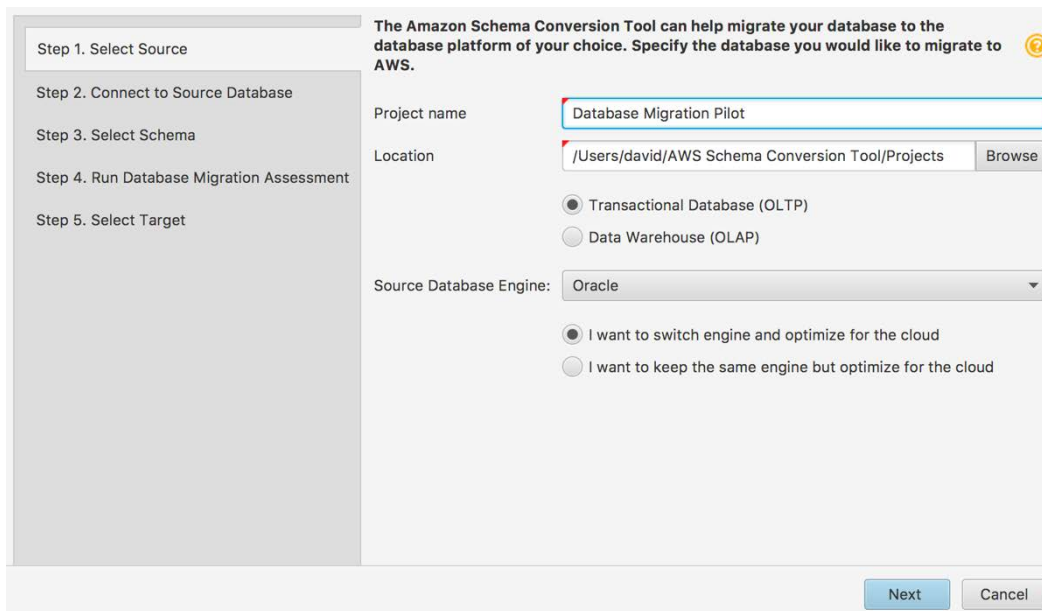 Step 1. Select Source
Step 2. Connect to Source Database
Step 3. Select Schema
Step 4. Run Database Migration Assessment
Step 5. Select Target
The Amazon Schema Conversion Tool can help migrate your database to the
database platform of your choice. Specify the database you would like to migrate to
AWS.
?
Project name
Database Migration Pilot
Location
/Users/david/AWS Schema Conversion Tool/Projects
Browse
Transactional Database (OLTP)
Data Warehouse (OLAP)
Source Database Engine:
Oracle
I want to switch engine and optimize for the cloud
I want to keep the same engine but optimize for the cloud
Next
Cancel